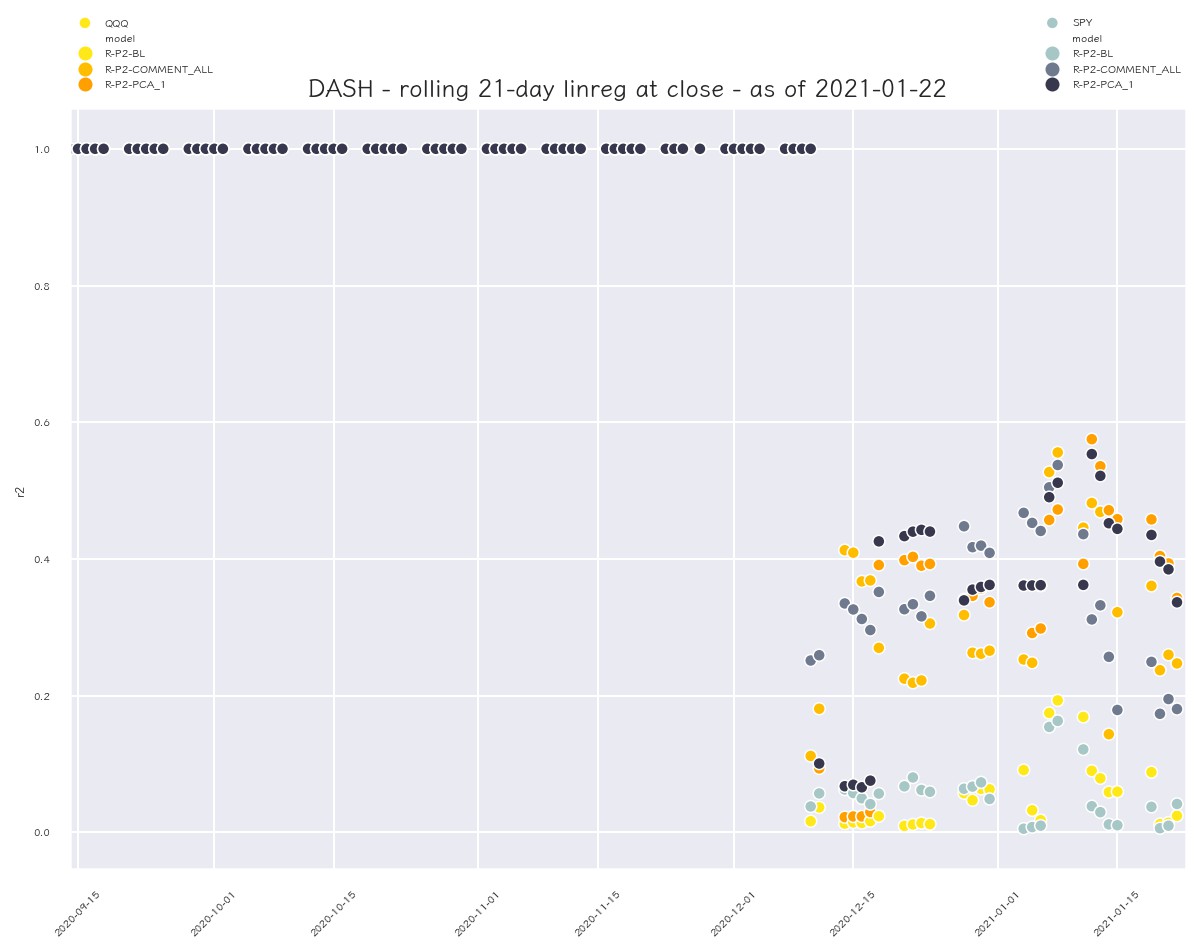 QQQ
model
R-P2-BL
R-P2-COMMENT_ALL
R-P2-PCA_1
SPY
model
R-P2-BL
R-P2-COMMENT_ALL
R-P2-PCA_1
DASH - rolling 21-day linreg at close - as of 2021-01-22
1.0
0.8
0.6
0.4
0.2
0.0
r2
2020-09-15
2020-10-01
2020-10-15
2020-11-01
2020-11-15
2020-12-01
2020-12-15
2021-01-01
2021-01-15